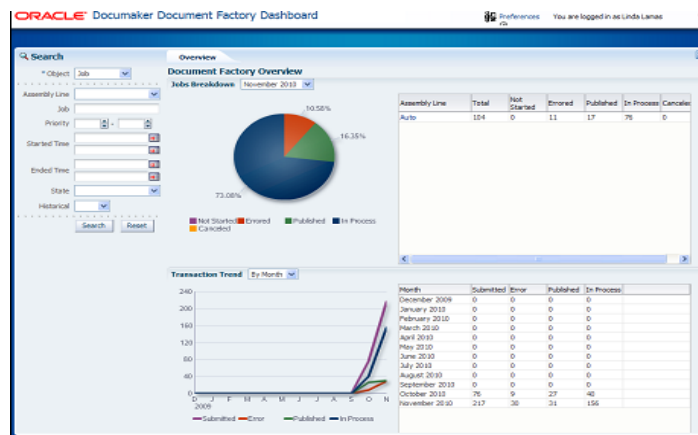 ORACLE Documaker Document Factory Dashboard
Preferences You are logged in as Linda Lamas
Search
* Object Job
Assembly Line
Job
Priority -
Started Time
Ended Time
State
Historical
Search Reset
Overview
Document Factory Overview
Jobs Breakdown November 2010
10.58%
16.35%
73.08%
Not Started Errored Published In Process
Canceled
Assembly Line Total Not Started Errored Published In Process Canceled
Auto 104 0 11 17 76 0
Transaction Trend By Month
240
200
160
120
80
40
0
D J F M A M J J A S O N
2009
Submitted Error Published In Process
Month Submitted Error Published In Process
December 2009 0 0 0 0
January 2010 0 0 0 0
February 2010 0 0 0 0
March 2010 0 0 0 0
April 2010 0 0 0 0
May 2010 0 0 0 0
June 2010 0 0 0 0
July 2010 0 0 0 0
August 2010 0 0 0 0
September 2010 0 0 0 0
October 2010 76 9 27 40
November 2010 217 30 31 156